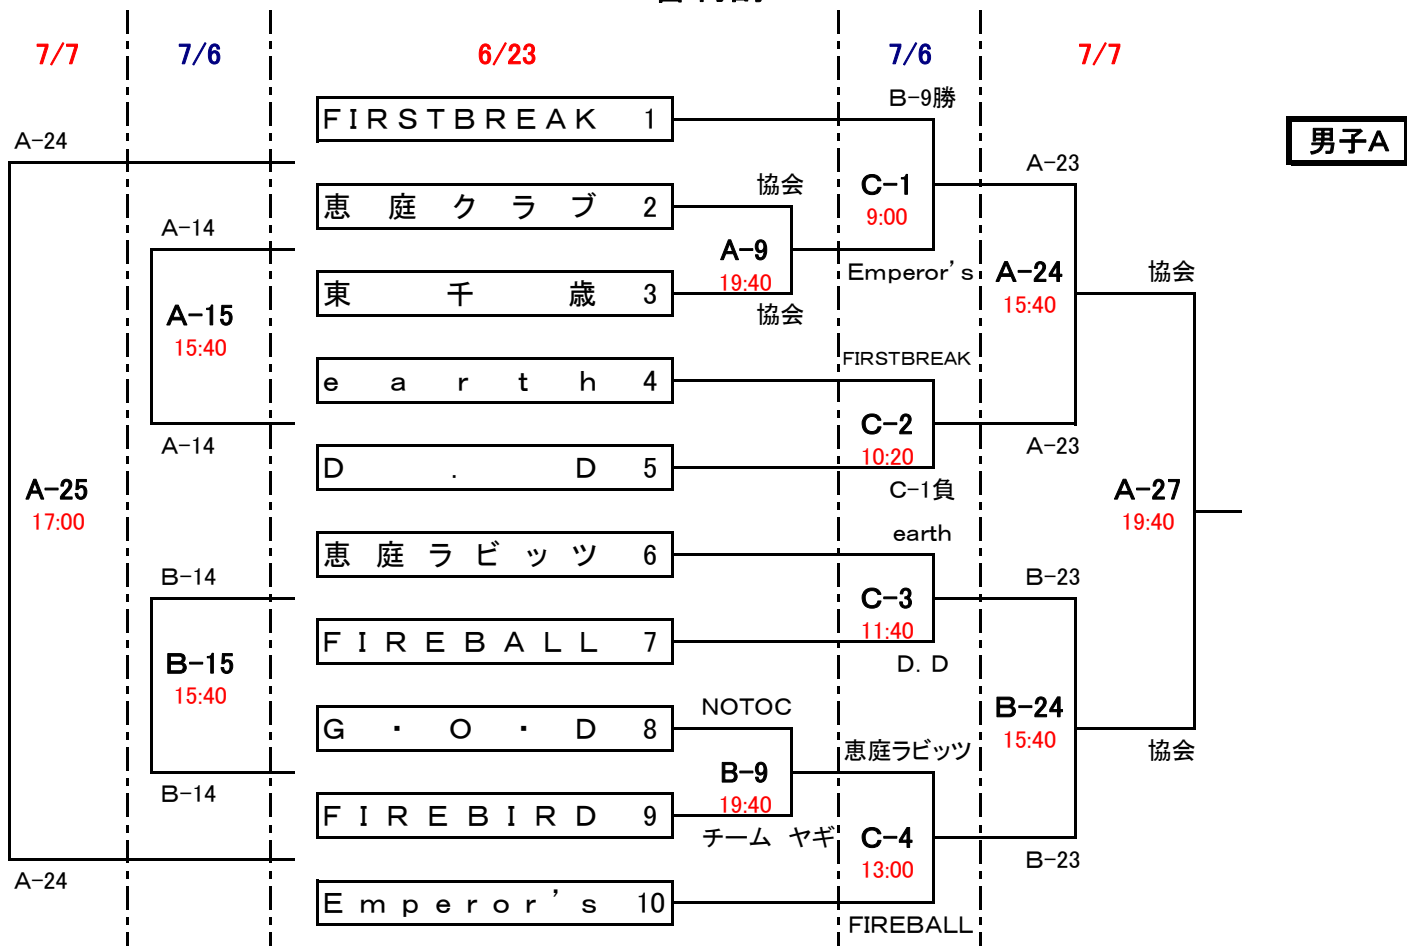 7/7 7/6 6/23 7/6 7/7
B-9勝
FIRSTBREAK 1
男子A
A-24
A-23
協会
C-1
恵庭クラブ 2
9:00
A-14
A-9
Emperor's
A-24
協会
19:40
15:40
東千歳 3
協会
A-15
15:40
FIRSTBREAK
earth 4
C-2
A-14
A-23
10:20
D.D 5
A-25
C-1負
A-27
17:00
19:40
earth
恵庭ラビッツ 6
B-14
B-23
C-3
11:40
FIREBALL 7
B-15
D.D
15:40
NOTOC
B-24
G・O・D 8
15:40
恵庭ラビッツ
協会
B-9
B-14
19:40
FIREBIRD 9
チーム ヤギ
C-4
B-23
13:00
A-24
Emperor's 10
FIREBALL